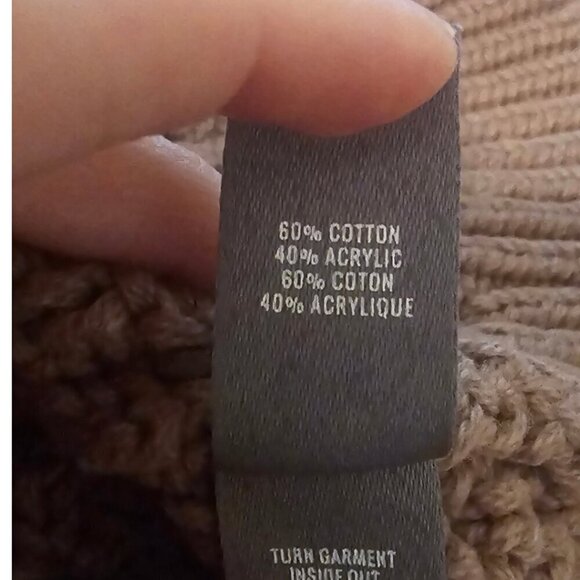 60% COTTON
40% ACRYLIC
60% COTON
40% ACRYLIQUE
TURN GARMENT
INSIDE OUT